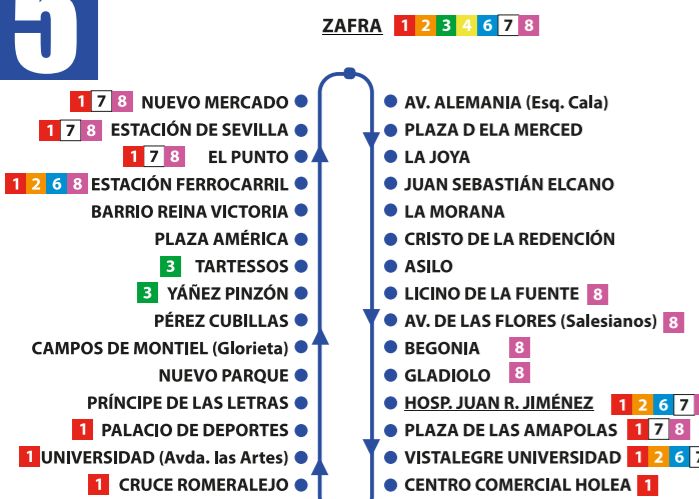 5
ZAFRA 1 2 3 4 6 7 8
1 7 8 NUEVO MERCADO
1 7 8 ESTACIÓN DE SEVILLA
1 7 8 EL PUNTO
1 2 6 8 ESTACIÓN FERROCARRIL
BARRIO REINA VICTORIA
PLAZA AMÉRICA
3 TARTESSOS
3 YÁÑEZ PINZÓN
PÉREZ CUBILLAS
CAMPOS DE MONTIEL (Glorieta)
NUEVO PARQUE
PRÍNCIPE DE LAS LETRAS
1 PALACIO DE DEPORTES
1 UNIVERSIDAD (Avda. las Artes)
1 CRUCE ROMERALEJO
AV. ALEMANIA (Esq. Cala)
PLAZA D ELA MERCED
LA JOYA
JUAN SEBASTIÁN ELCANO
LA MORANA
CRISTO DE LA REDENCIÓN
ASILO
LICINO DE LA FUENTE 8
AV. DE LAS FLORES (Salesianos) 8
BEGONIA 8
GLADIOLO 8
HOSP. JUAN R. JIMÉNEZ 1 2 6 7
PLAZA DE LAS AMAPOLAS 1 7 8
VISTALEGRE UNIVERSIDAD 1 2 6 7
CENTRO COMERCIAL HOLEA 1